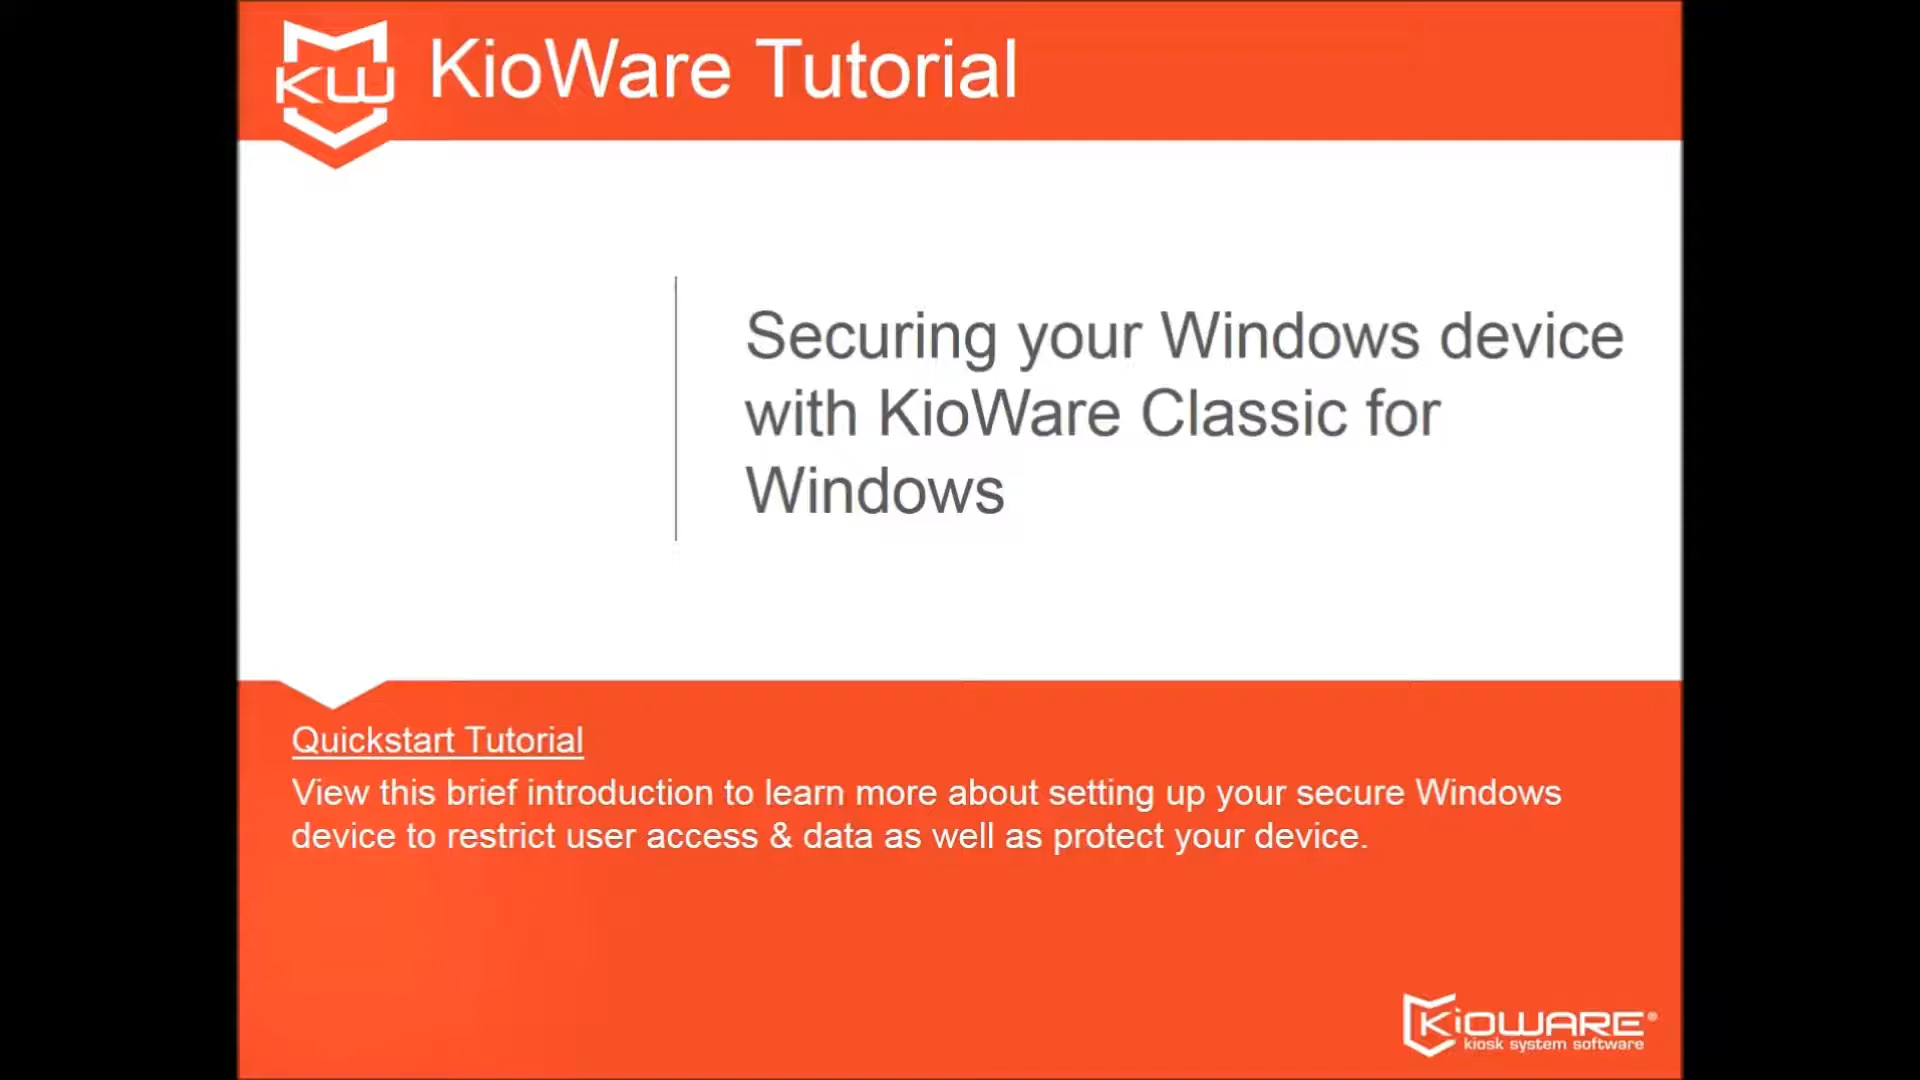 KW
KioWare Tutorial
Securing your Windows device
with KioWare Classic for
Windows
Quickstart Tutorial
View this brief introduction to learn more about setting up your secure Windows
device to restrict user access & data as well as protect your device.
KioWARE®
kiosk system software